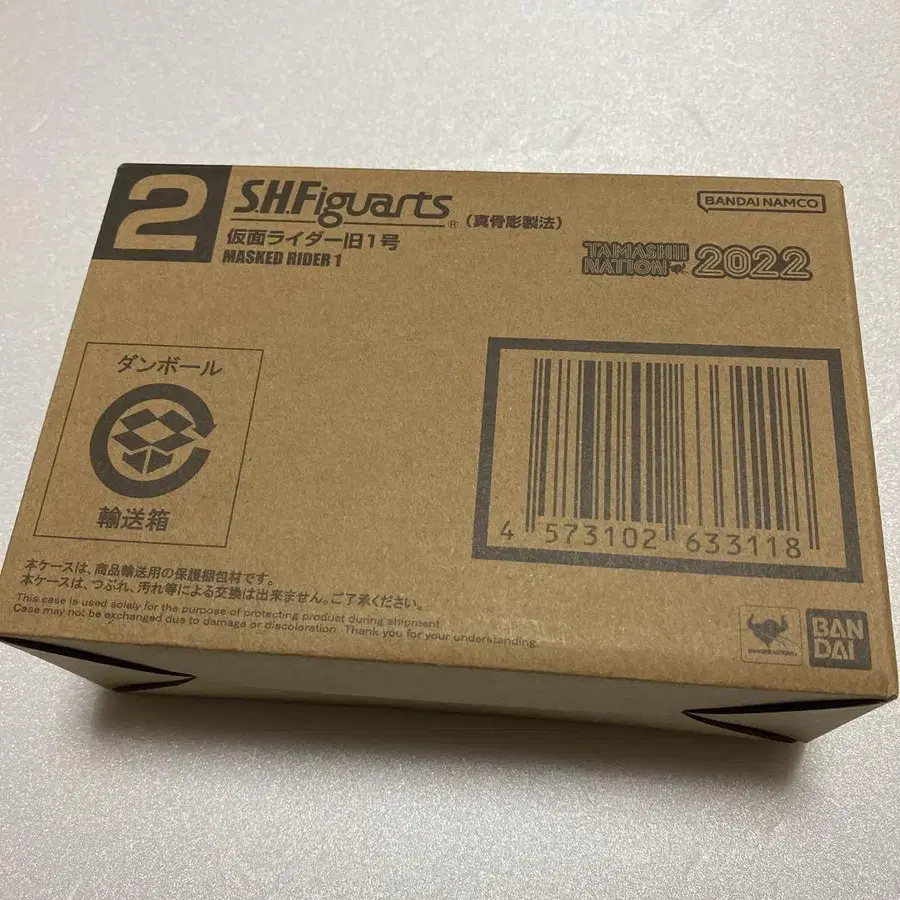 2
S.H.Figuarts® (真骨彫製法)
BANDAI NAMCO
仮面ライダー旧1号
MASKED RIDER 1
TAMASHII
NATION 2022
ダンボール
輸送箱
4 573102 633118
本ケースは、商品輸送用の保護梱包材です。
本ケースは、つぶれ、汚れ等による交換は出来ません。ご了承ください。
This case is used solely for the purpose of protecting product during shipment.
Case may not be exchanged due to damage or discoloration. Thank you for your understanding.
BAN
DAI